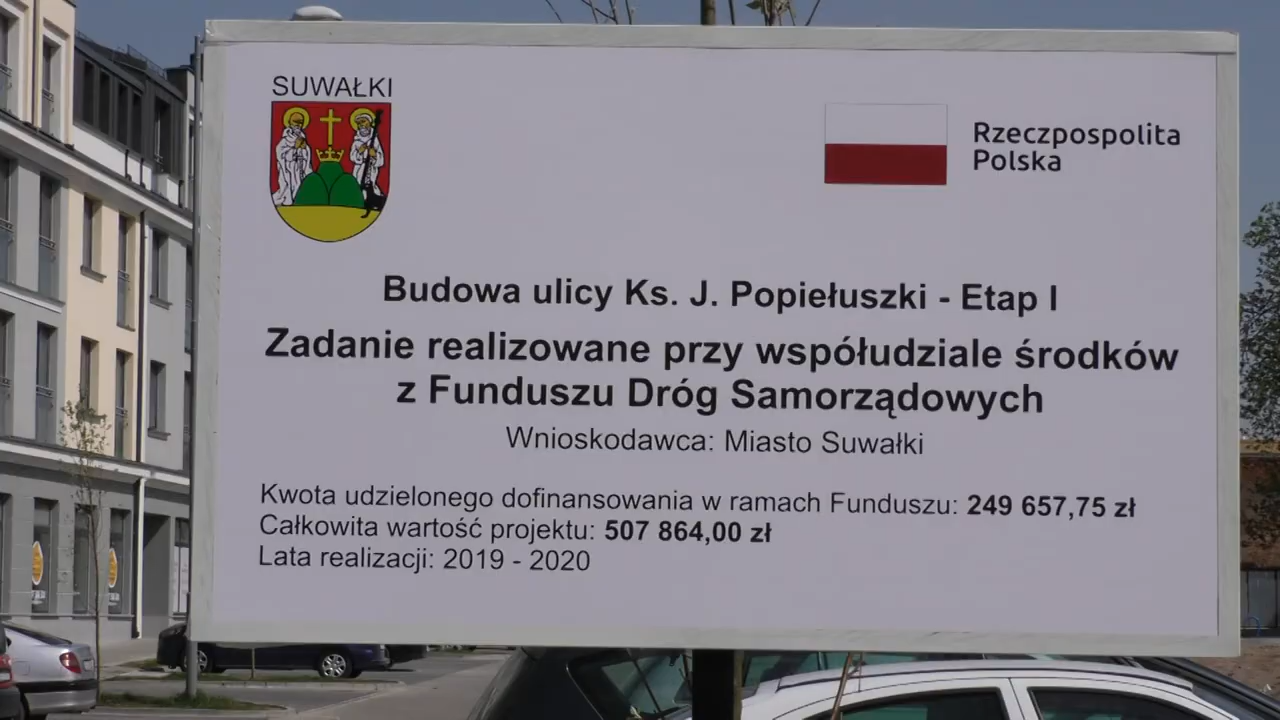 SUWAŁKI
Rzeczpospolita
Polska
Budowa ulicy Ks. J. Popiełuszki - Etap I
Zadanie realizowane przy współudziale środków
z Funduszu Dróg Samorządowych
Wnioskodawca: Miasto Suwałki
Kwota udzielonego dofinansowania w ramach Funduszu: 249 657,75 zł
Całkowita wartość projektu: 507 864,00 zł
Lata realizacji: 2019 - 2020